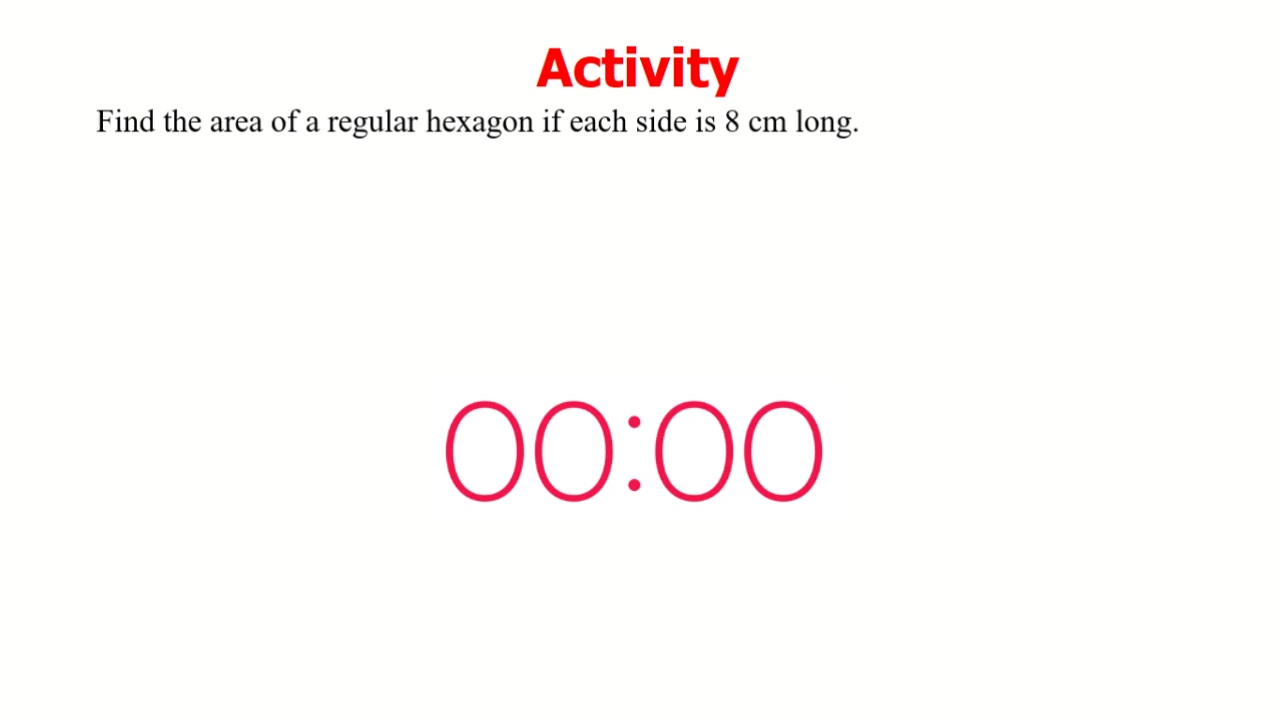 Activity
Find the area of a regular hexagon if each side is 8 cm long.
00:00